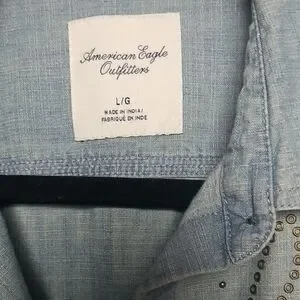 American Eagle
Outfitters
L/G
MADE IN INDIA/
FABRIQUÉ EN INDE